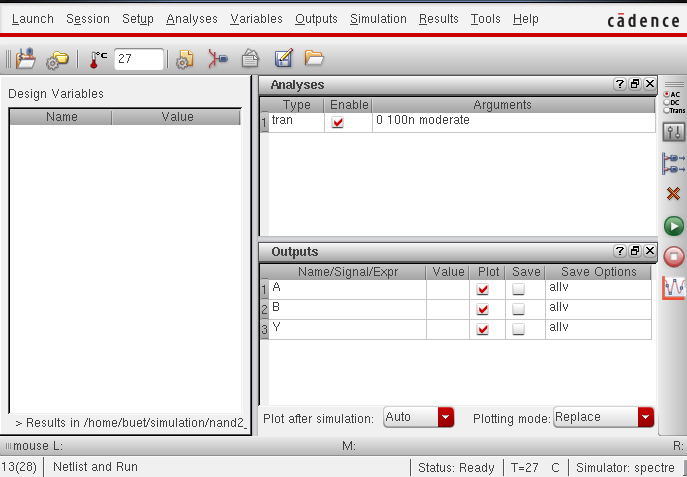 Launch Session Setup Analyses Variables Outputs Simulation Results Tools Help
cādence
°C 27
Design Variables
Name Value
> Results in /home/buet/simulation/nand2_
Analyses
Type Enable Arguments
1 tran 0 100n moderate
Outputs
Name/Signal/Expr Value Plot Save Save Options
1 A allv
2 B allv
3 Y allv
Plot after simulation: Auto Plotting mode: Replace
AC
DC
Trans
mouse L: M: R:
13(28) Netlist and Run Status: Ready T=27 C Simulator: spectre